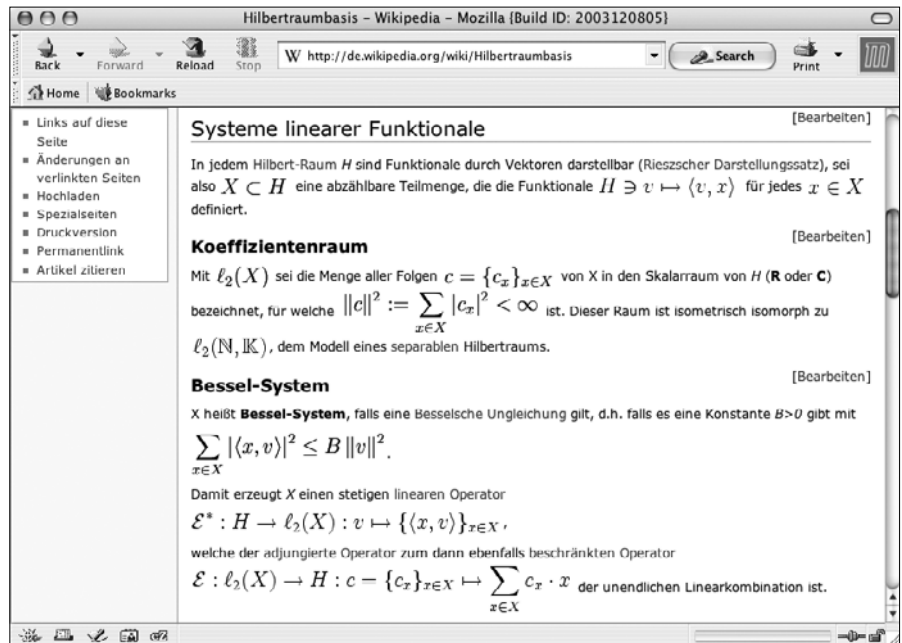 Hilbertraumbasis – Wikipedia – Mozilla {Build ID: 2003120805}
Back Forward Reload Stop W http://de.wikipedia.org/wiki/Hilbertraumbasis Search Print
Home Bookmarks
Links auf diese
Seite
Änderungen an
verlinkten Seiten
Hochladen
Spezialseiten
Druckversion
Permanentlink
Artikel zitieren
[Bearbeiten]
Systeme linearer Funktionale
In jedem Hilbert-Raum H sind Funktionale durch Vektoren darstellbar (Rieszscher Darstellungssatz), sei
also X ⊂ H eine abzählbare Teilmenge, die die Funktionale H ∋ v ↦ ⟨v, x⟩ für jedes x ∈ X
definiert.
[Bearbeiten]
Koeffizientenraum
Mit ℓ₂(X) sei die Menge aller Folgen c = {cₓ}ₓ∈X von X in den Skalarraum von H (R oder C)
bezeichnet, für welche ||c||² := ∑ₓ∈X |cₓ|² < ∞ ist. Dieser Raum ist isometrisch isomorph zu
ℓ₂(ℕ, 𝕂), dem Modell eines separablen Hilbertraums.
[Bearbeiten]
Bessel-System
X heißt Bessel-System, falls eine Besselsche Ungleichung gilt, d.h. falls es eine Konstante B>0 gibt mit
∑ₓ∈X |⟨x, v⟩|² ≤ B ||v||².
Damit erzeugt X einen stetigen linearen Operator
ℰ* : H → ℓ₂(X) : v ↦ {⟨x, v⟩}ₓ∈X,
welche der adjungierte Operator zum dann ebenfalls beschränkten Operator
ℰ : ℓ₂(X) → H : c = {cₓ}ₓ∈X ↦ ∑ₓ∈X cₓ · x der unendlichen Linearkombination ist.